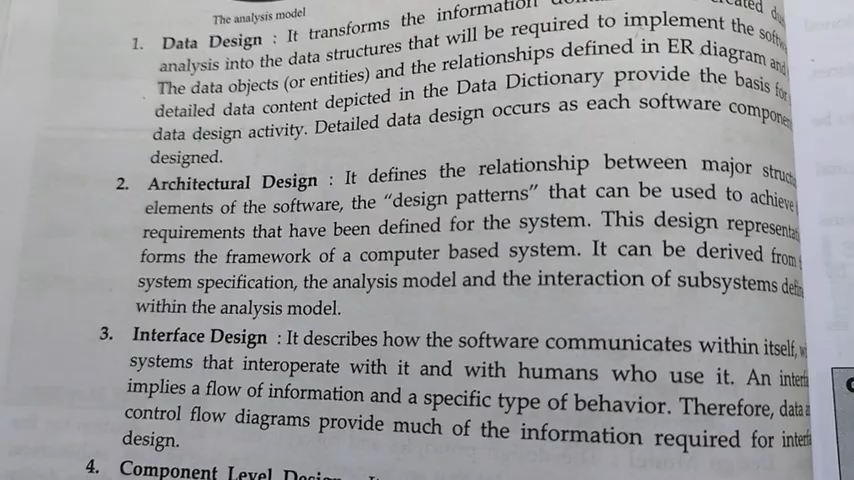 The analysis model
1. Data Design : It transforms the information
analysis into the data structures that will be required to implement the
The data objects (or entities) and the relationships defined in ER diagram and
detailed data content depicted in the Data Dictionary provide the basis for
data design activity. Detailed data design occurs as each software
designed.
2. Architectural Design : It defines the relationship between major
elements of the software, the “design patterns” that can be used to achieve
requirements that have been defined for the system. This design
forms the framework of a computer based system. It can be derived from
system specification, the analysis model and the interaction of subsystems
within the analysis model.
3. Interface Design : It describes how the software communicates within itself,
systems that interoperate with it and with humans who use it. An
implies a flow of information and a specific type of behavior. Therefore, data
control flow diagrams provide much of the information required for
design.
4. Component Level Design